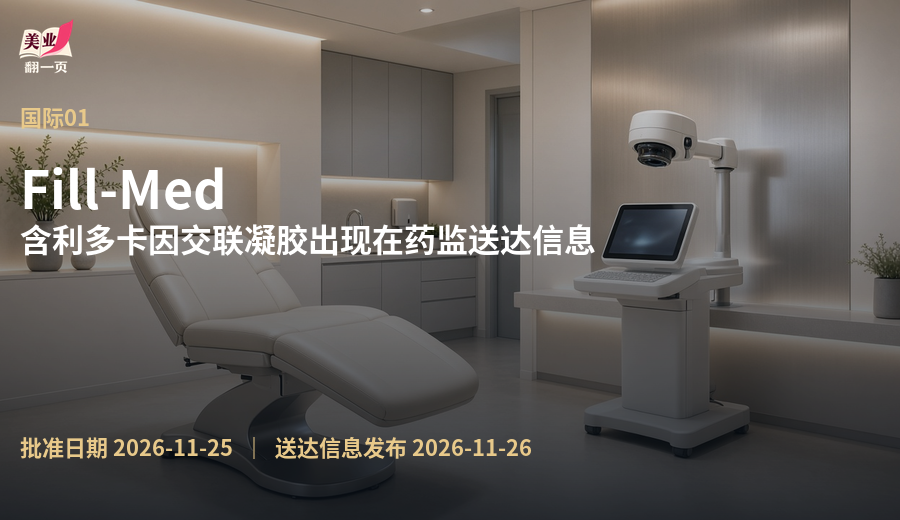 美业
翻一页
国际01
Fill-Med
含利多卡因交联凝胶出现在药监送达信息
批准日期 2026-11-25 ｜ 送达信息发布 2026-11-26